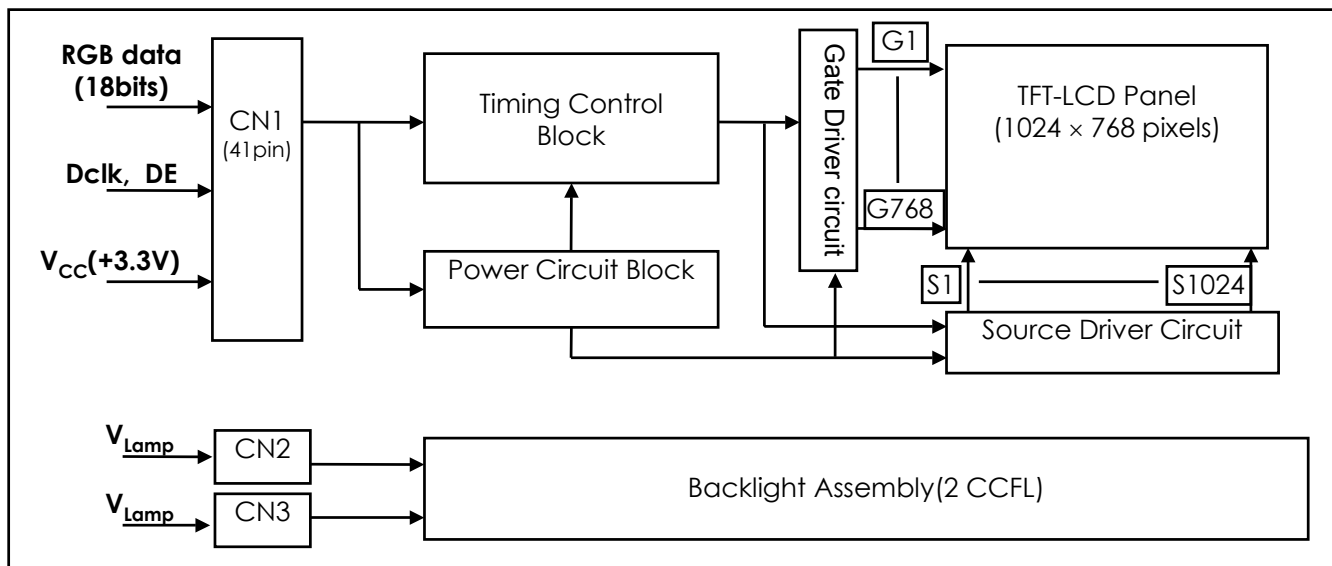 RGB data
(18bits)
Dclk, DE
VCC(+3.3V)
CN1
(41pin)
Timing Control
Block
Power Circuit Block
Gate Driver circuit
G1
G768
TFT-LCD Panel
(1024 × 768 pixels)
S1
S1024
Source Driver Circuit
VLamp
CN2
VLamp
CN3
Backlight Assembly(2 CCFL)